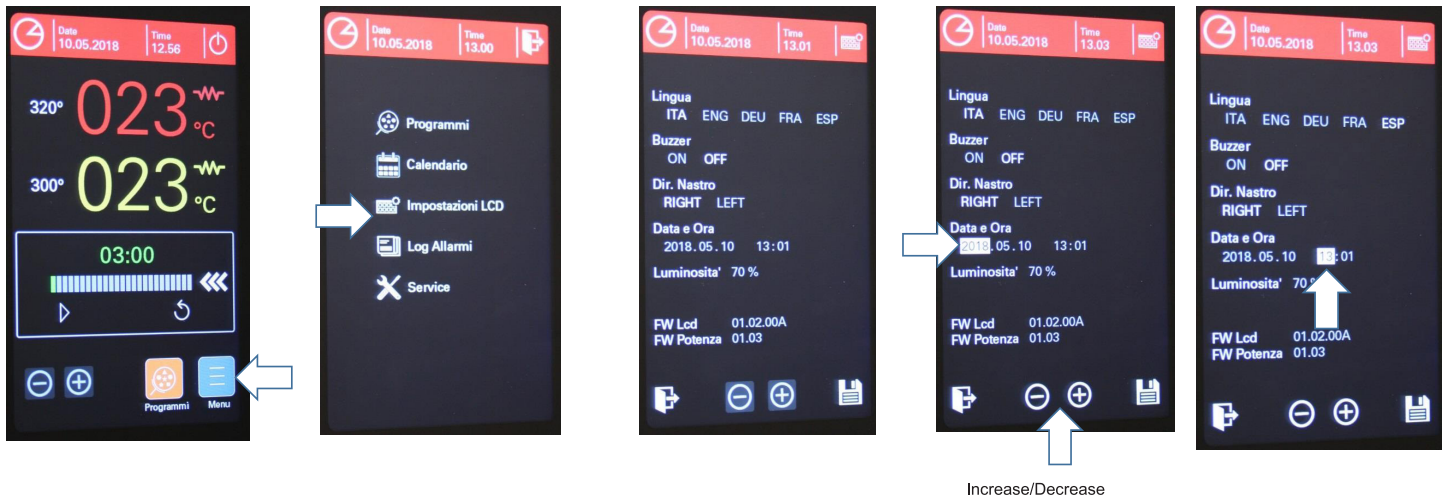 Date
10.05.2018
Time
12.56
320° 023 °C
300° 023 °C
03:00
Programmi
Menu
Date
10.05.2018
Time
13.00
Programmi
Calendario
Impostazioni LCD
Log Allarmi
Service
Date
10.05.2018
Time
13.01
Lingua
ITA ENG DEU FRA ESP
Buzzer
ON OFF
Dir. Nastro
RIGHT LEFT
Data e Ora
2018.05.10 13:01
Luminosita' 70 %
FW Lcd 01.02.00A
FW Potenza 01.03
Date
10.05.2018
Time
13.03
Lingua
ITA ENG DEU FRA ESP
Buzzer
ON OFF
Dir. Nastro
RIGHT LEFT
Data e Ora
2018.05.10 13:01
Luminosita' 70 %
FW Lcd 01.02.00A
FW Potenza 01.03
Increase/Decrease
Date
10.05.2018
Time
13.03
Lingua
ITA ENG DEU FRA ESP
Buzzer
ON OFF
Dir. Nastro
RIGHT LEFT
Data e Ora
2018.05.10 13:01
Luminosita' 70
FW Lcd 01.02.00A
FW Potenza 01.03